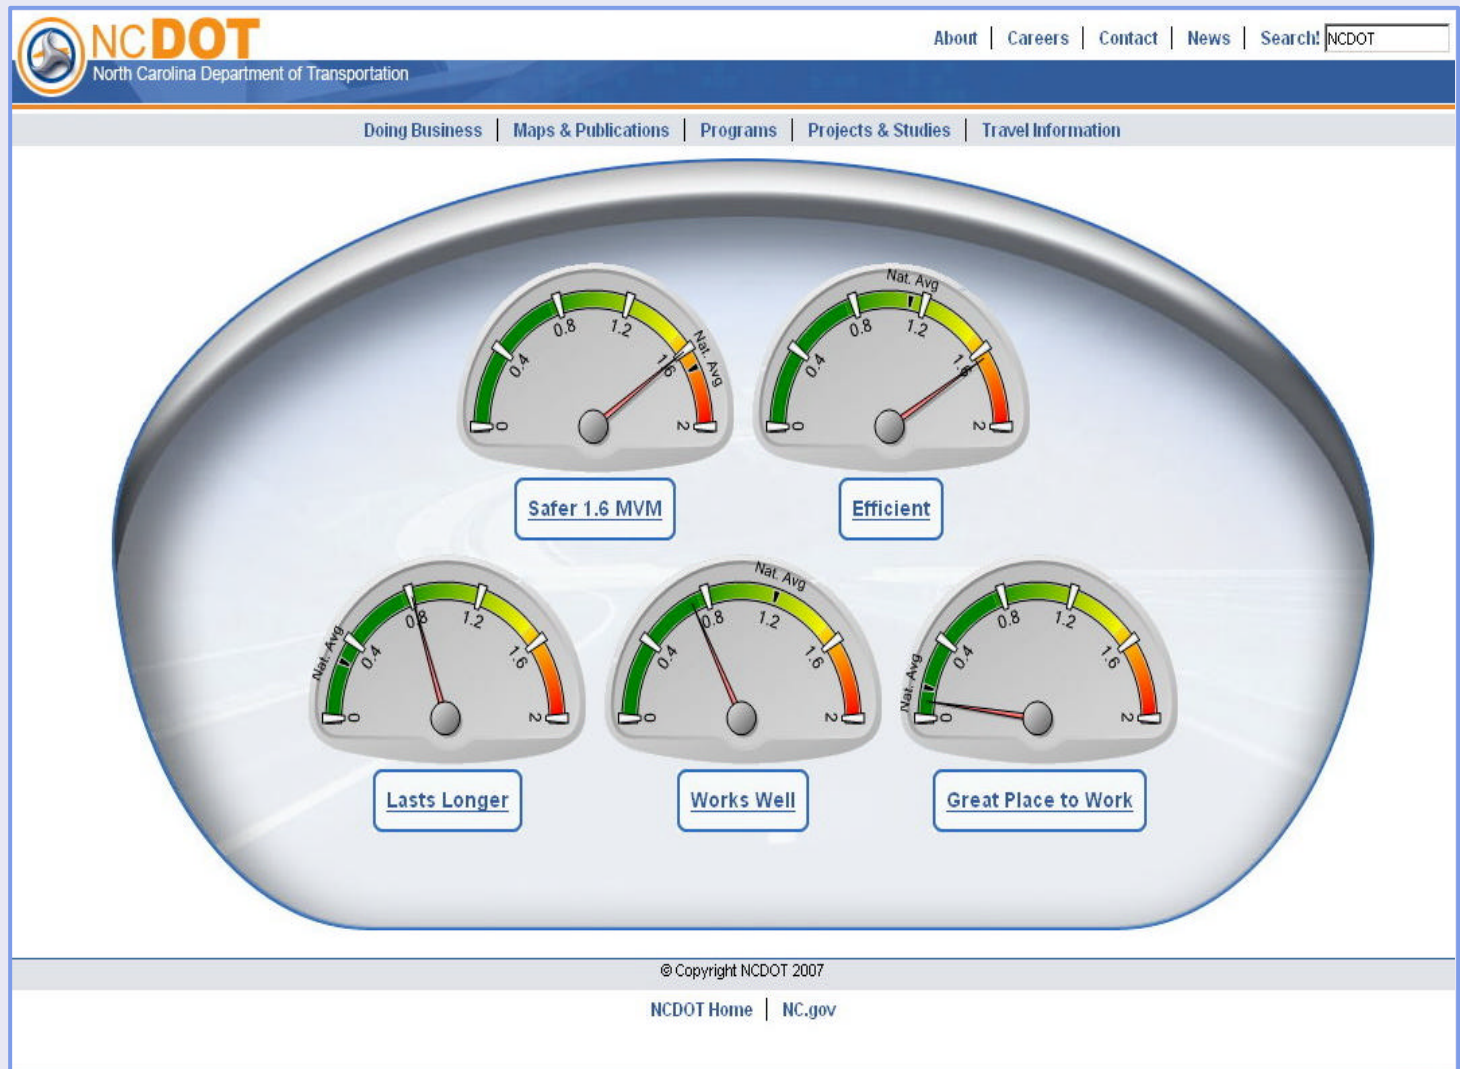 NCDOT
North Carolina Department of Transportation
About | Careers | Contact | News | Search! NCDOT
Doing Business | Maps & Publications | Programs | Projects & Studies | Travel Information
0 0.4 0.8 1.2 1.6 2 Nat. Avg
0 0.4 0.8 1.2 1.6 2 Nat. Avg
Safer 1.6 MVM
Efficient
0 0.4 0.8 1.2 1.6 2 Nat. Avg
0 0.4 0.8 1.2 1.6 2 Nat. Avg
0 0.4 0.8 1.2 1.6 2 Nat. Avg
Lasts Longer
Works Well
Great Place to Work
© Copyright NCDOT 2007
NCDOT Home | NC.gov